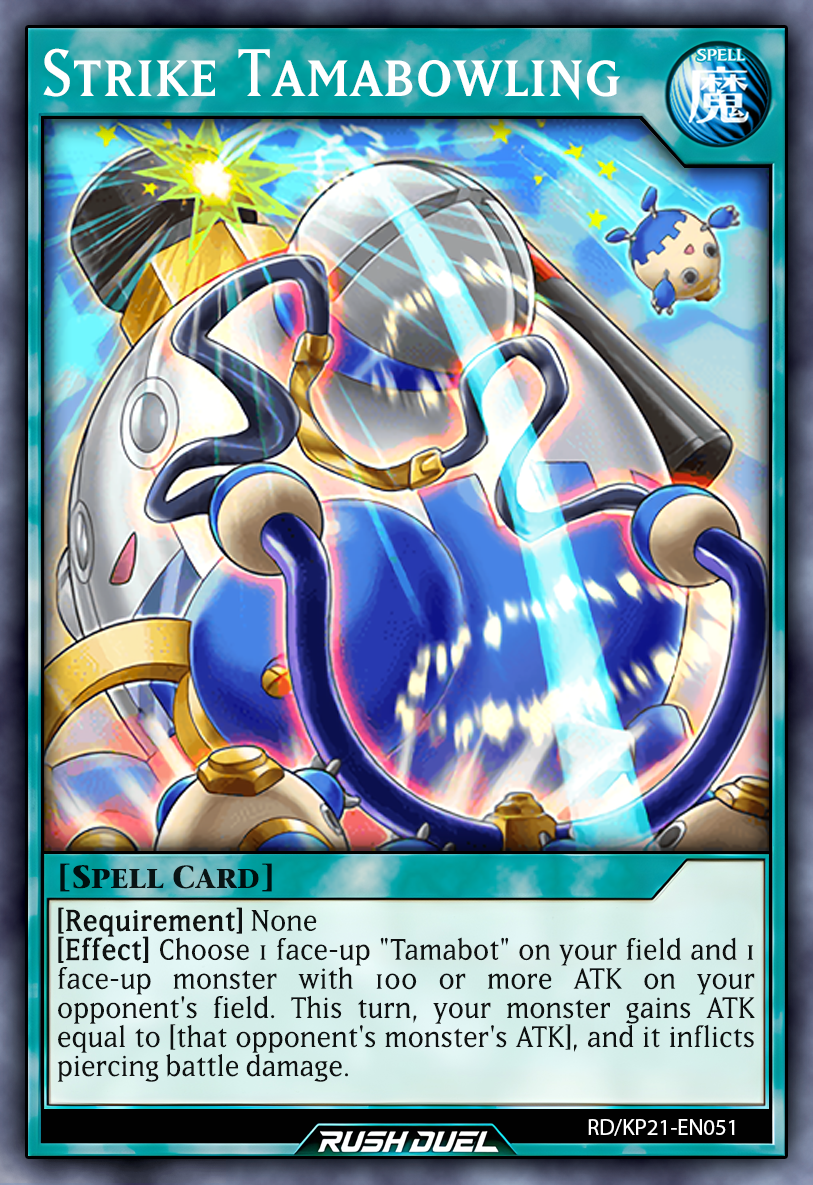 Strike Tamabowling
SPELL
魔
[Spell Card]
[Requirement] None
[Effect] Choose 1 face-up "Tamabot" on your field and 1
face-up monster with 100 or more ATK on your
opponent's field. This turn, your monster gains ATK
equal to [that opponent's monster's ATK], and it inflicts
piercing battle damage.
RD/KP21-EN051
RUSH DUEL